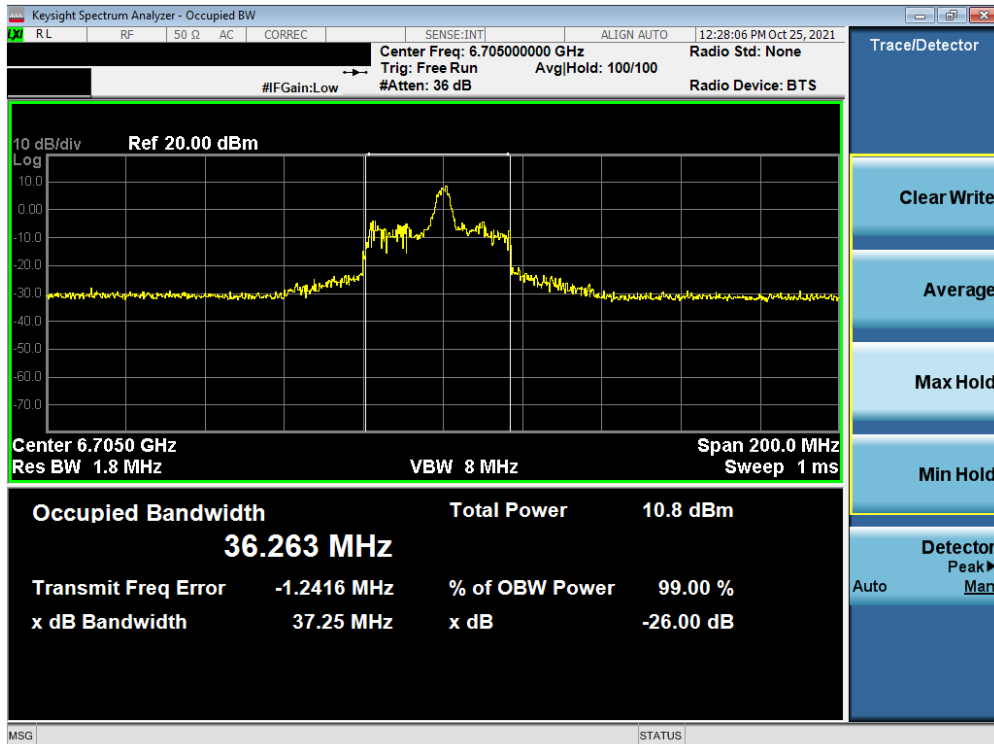 Keysight Spectrum Analyzer - Occupied BW
LXI RL RF 50 Ω AC CORREC SENSE:INT ALIGN AUTO 12:28:06 PM Oct 25, 2021
Center Freq: 6.705000000 GHz Radio Std: None
Trig: Free Run Avg|Hold: 100/100
#IFGain:Low #Atten: 36 dB Radio Device: BTS
10 dB/div Ref 20.00 dBm
Log
10.0
0.00
-10.0
-20.0
-30.0
-40.0
-50.0
-60.0
-70.0
Center 6.7050 GHz Span 200.0 MHz
Res BW 1.8 MHz VBW 8 MHz Sweep 1 ms
Occupied Bandwidth Total Power 10.8 dBm
36.263 MHz
Transmit Freq Error -1.2416 MHz % of OBW Power 99.00 %
x dB Bandwidth 37.25 MHz x dB -26.00 dB
MSG STATUS
Trace/Detector
Clear Write
Average
Max Hold
Min Hold
Detector
Peak▶
Auto Man